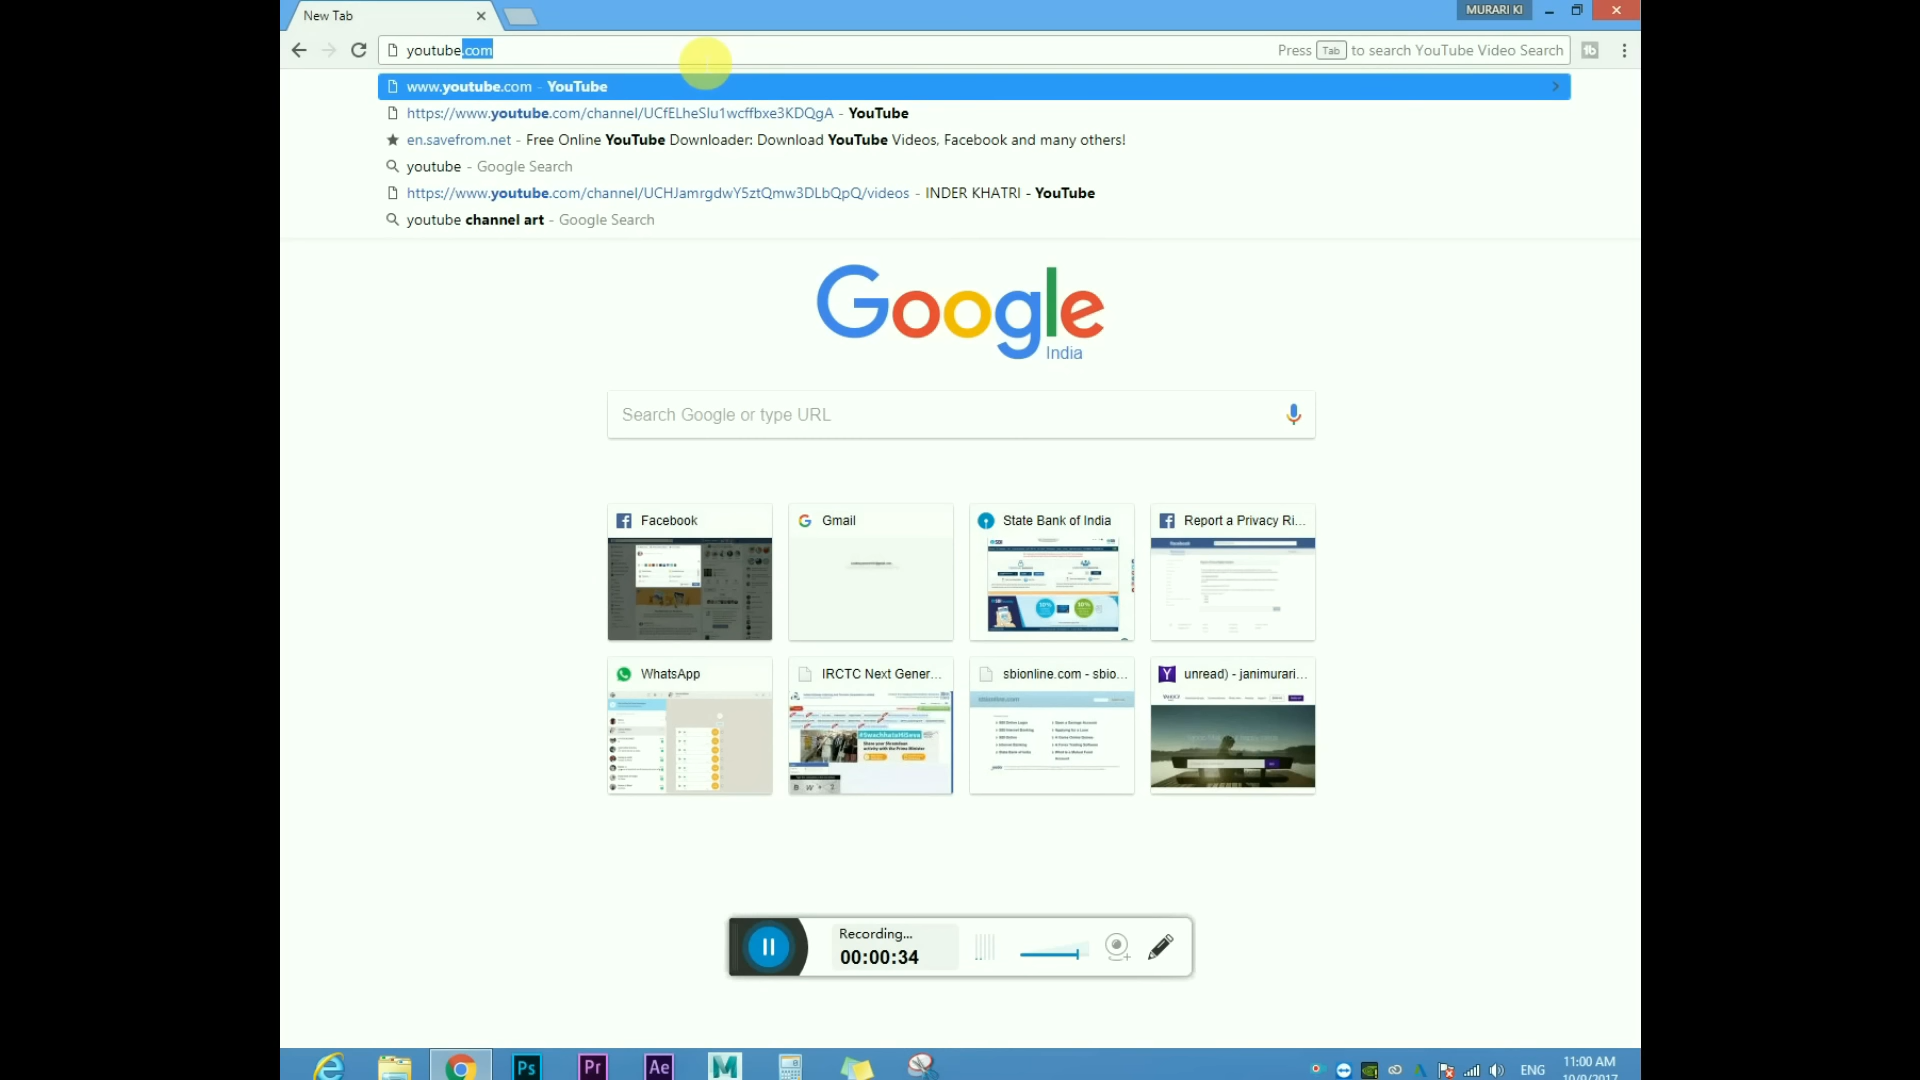 New Tab
MURARI KI
youtube.com
Press Tab to search YouTube Video Search
www.youtube.com - YouTube
https://www.youtube.com/channel/UCfELheSlu1wcffbxe3KDQgA - YouTube
en.savefrom.net - Free Online YouTube Downloader: Download YouTube Videos, Facebook and many others!
youtube - Google Search
https://www.youtube.com/channel/UCHJamrgdwY5ztQmw3DLbQpQ/videos - INDER KHATRI - YouTube
youtube channel art - Google Search
Google
India
Search Google or type URL
Facebook
Gmail
State Bank of India
Report a Privacy Ri...
WhatsApp
IRCTC Next Gener...
sbionline.com - sbio...
unread) - janimurari...
#SwachhataHiSeva
Recording...
00:00:34
Ps
Pr
Ae
M
ENG
11:00 AM
10/9/2017